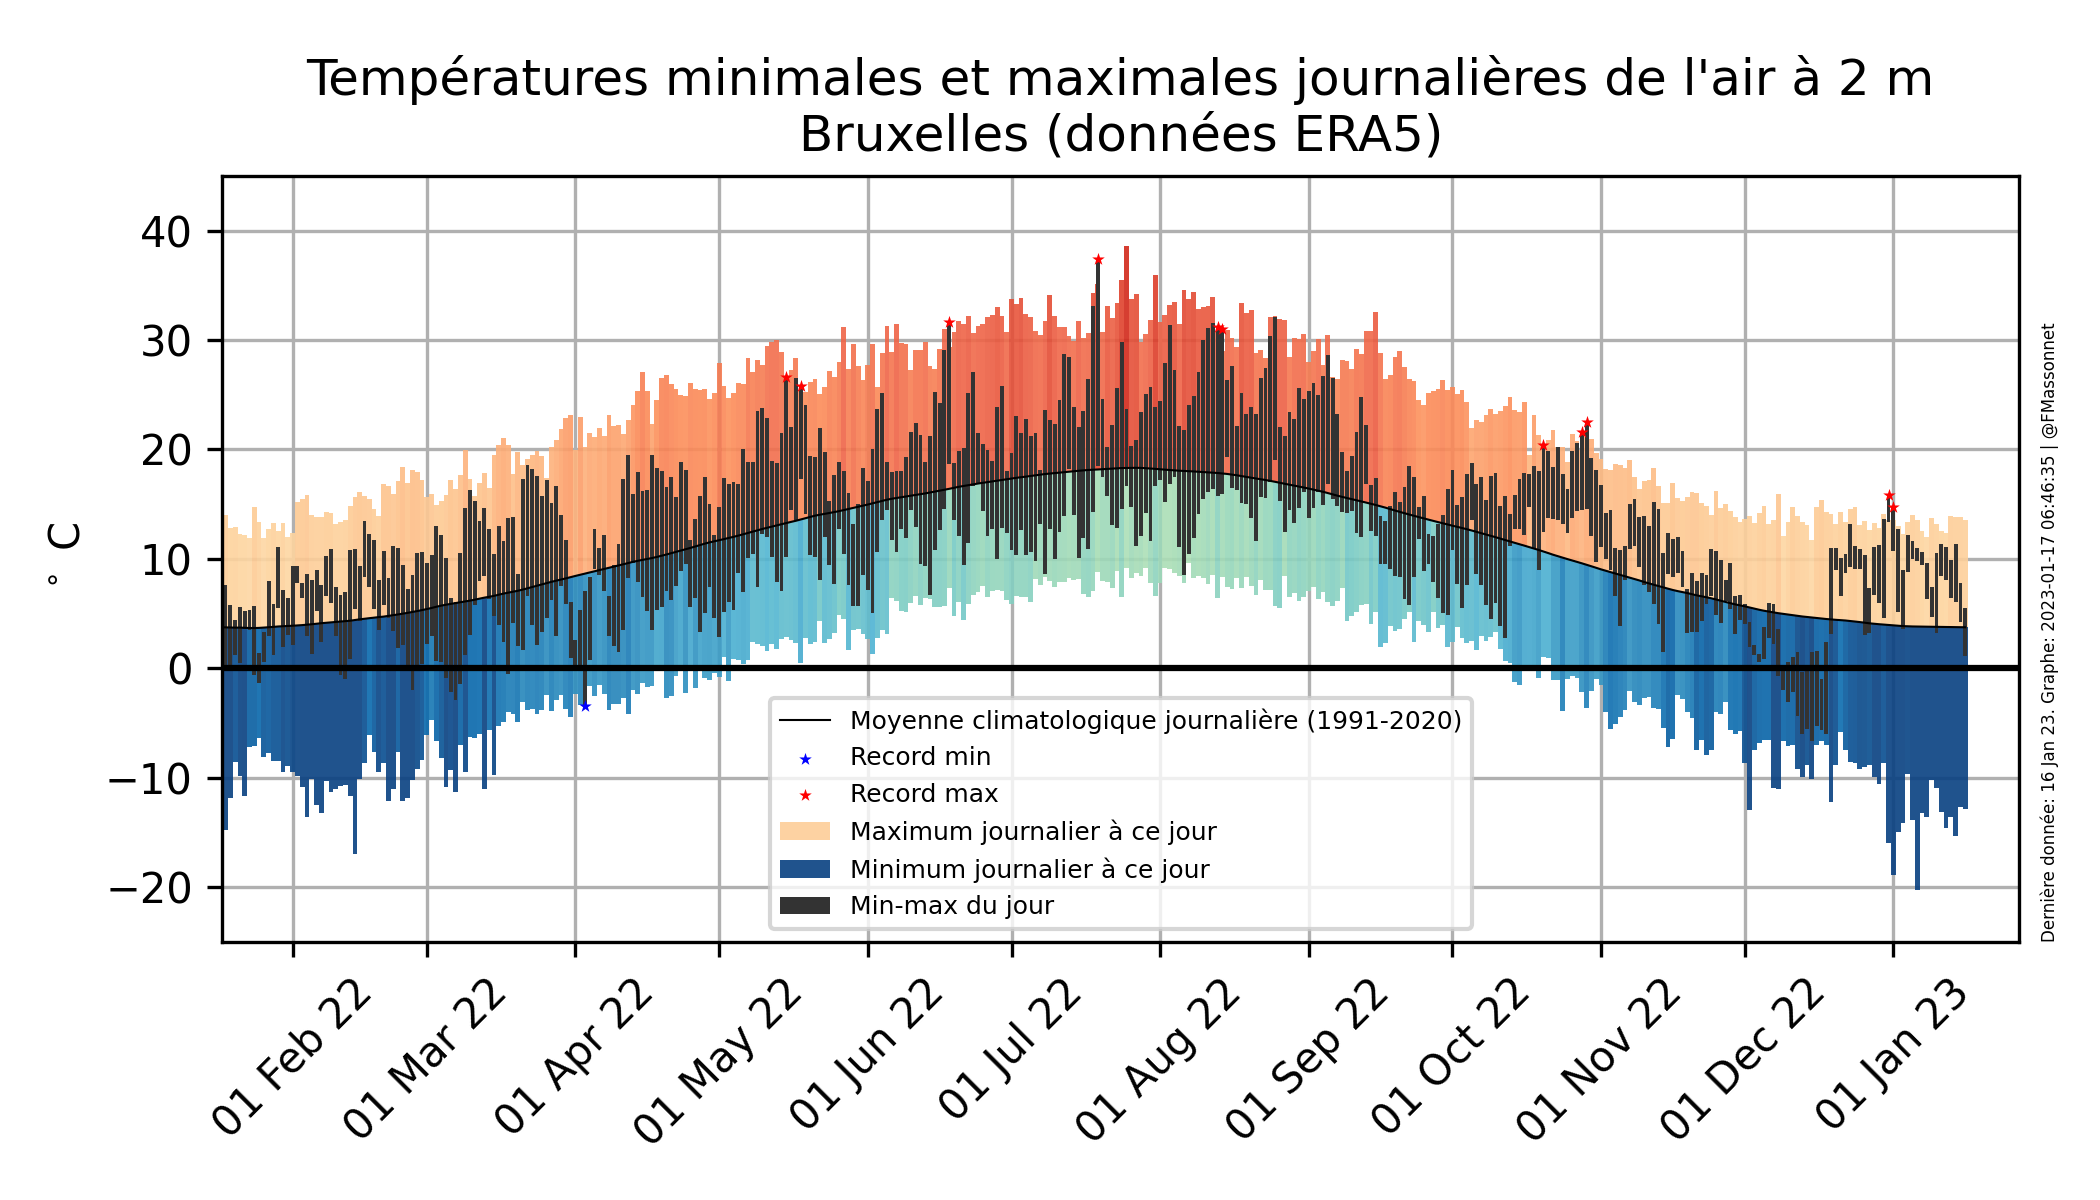 Températures minimales et maximales journalières de l'air à 2 m
Bruxelles (données ERA5)
40
30
20
10
0
−10
−20
° C
Moyenne climatologique journalière (1991-2020)
Record min
Record max
Maximum journalier à ce jour
Minimum journalier à ce jour
Min-max du jour
01 Feb 22
01 Mar 22
01 Apr 22
01 May 22
01 Jun 22
01 Jul 22
01 Aug 22
01 Sep 22
01 Oct 22
01 Nov 22
01 Dec 22
01 Jan 23
Dernière donnée: 16 Jan 23. Graphe: 2023-01-17 06:46:35 | @FMassonnet